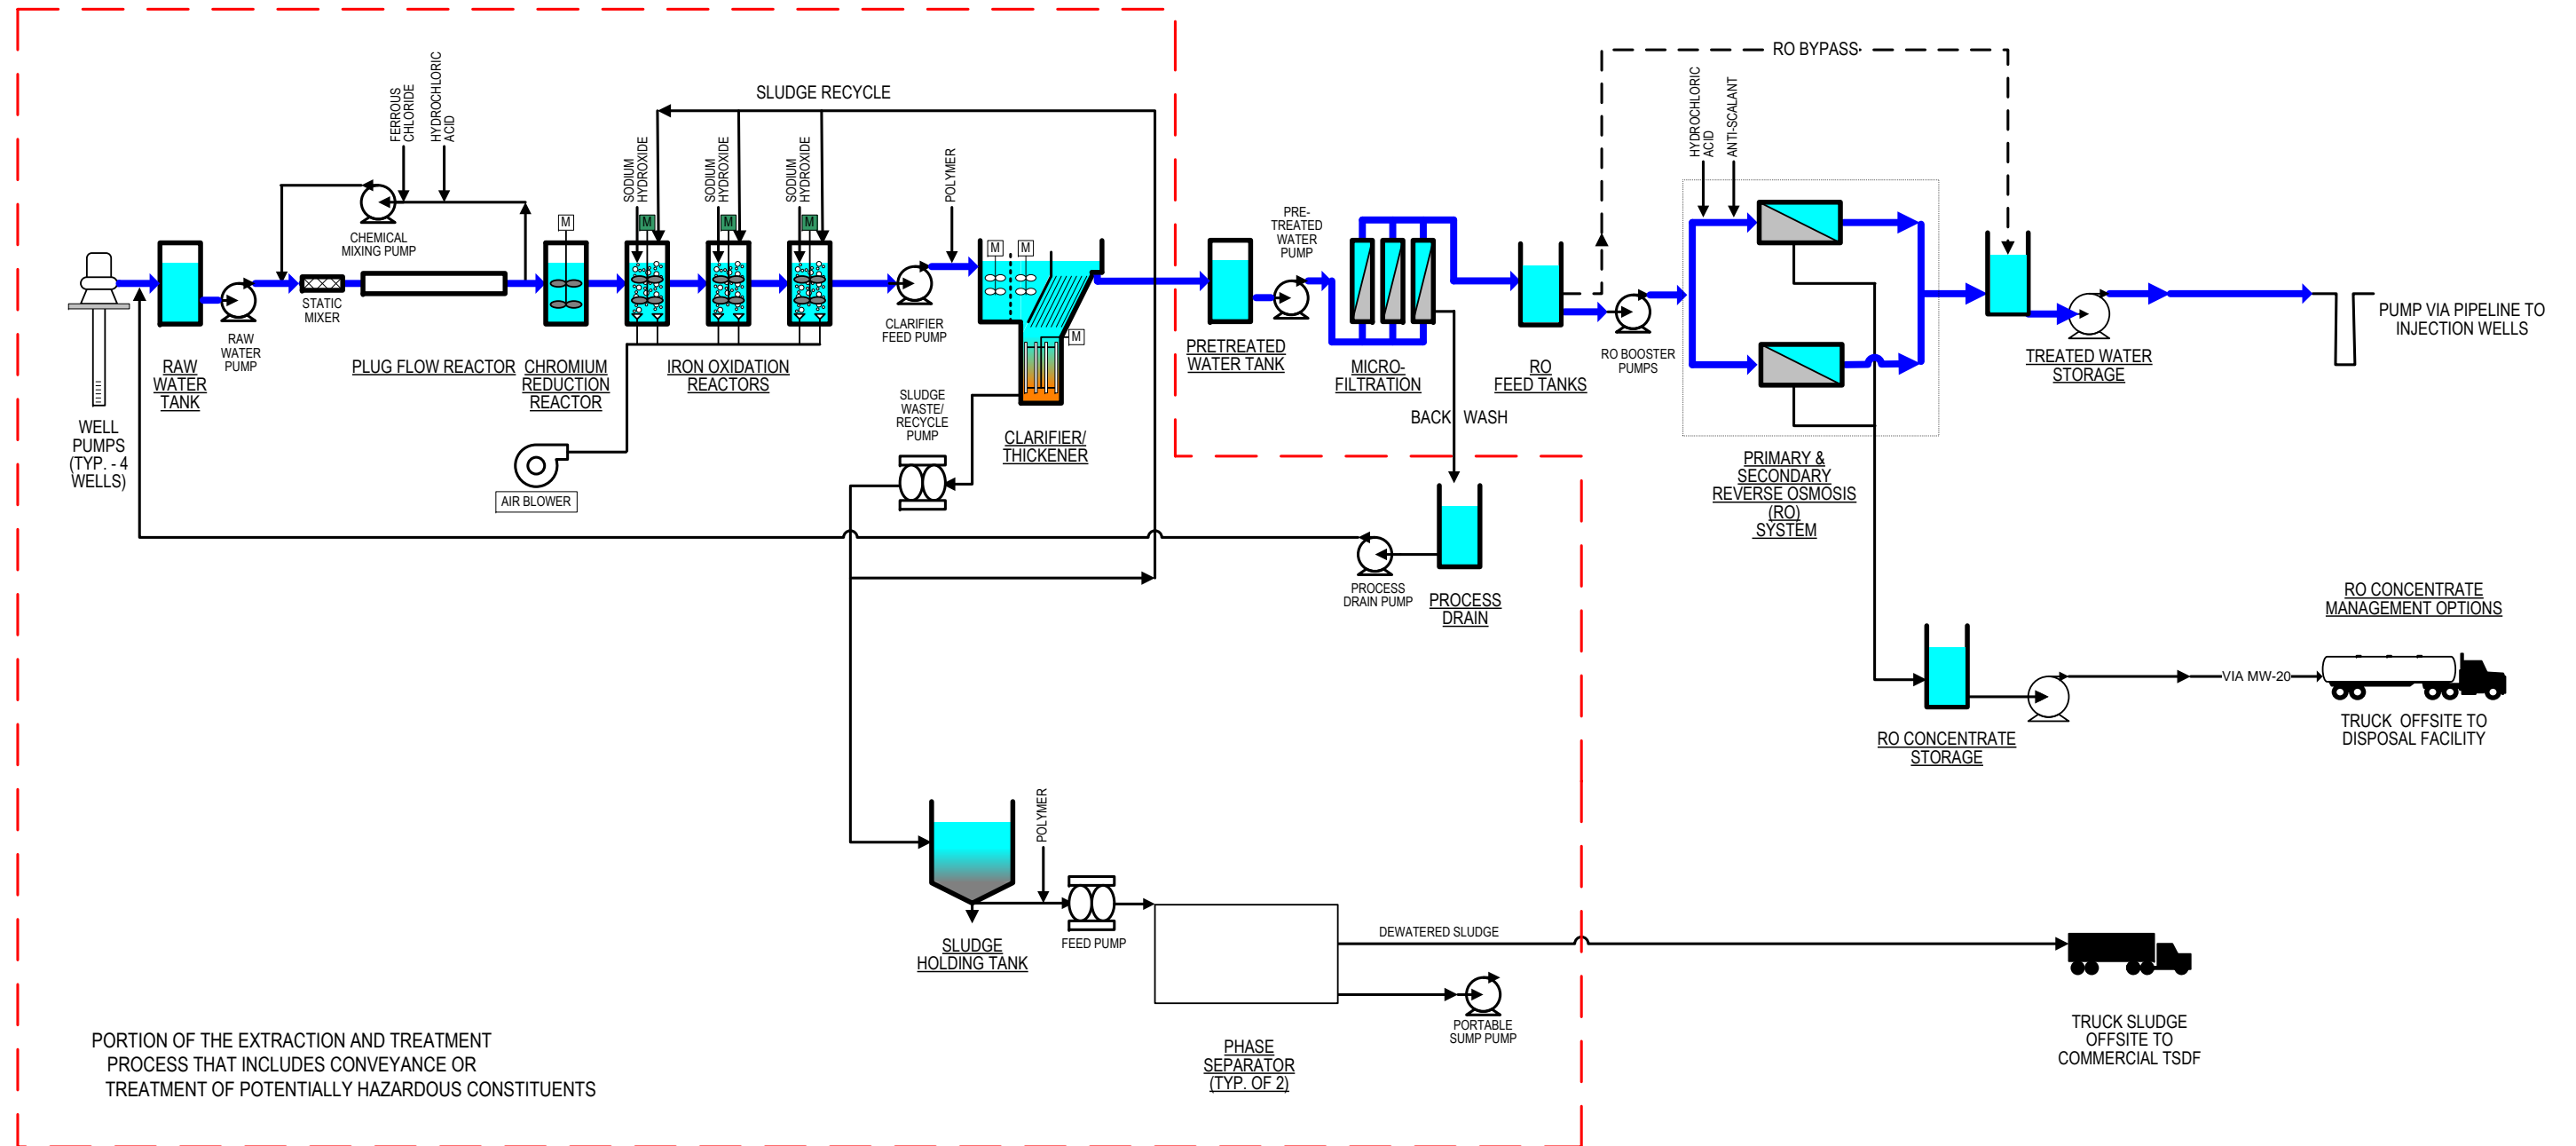 RO BYPASS
SLUDGE RECYCLE
FERROUS
CHLORIDE
HYDROCHLORIC
ACID
SODIUM
HYDROXIDE
SODIUM
HYDROXIDE
SODIUM
HYDROXIDE
POLYMER
HYDROCHLORIC
ACID
ANTI-SCALANT
M
M
M
M
M
M
M
CHEMICAL
MIXING PUMP
STATIC
MIXER
RAW
WATER
PUMP
CLARIFIER
FEED PUMP
PRE-
TREATED
WATER
PUMP
RO BOOSTER
PUMPS
PUMP VIA PIPELINE TO
INJECTION WELLS
RAW
WATER
TANK
PLUG FLOW REACTOR
CHROMIUM
REDUCTION
REACTOR
IRON OXIDATION
REACTORS
PRETREATED
WATER TANK
MICRO-
FILTRATION
RO
FEED TANKS
TREATED WATER
STORAGE
WELL
PUMPS
(TYP. - 4
WELLS)
SLUDGE
WASTE/
RECYCLE
PUMP
CLARIFIER/
THICKENER
BACK WASH
PRIMARY &
SECONDARY
REVERSE OSMOSIS
(RO)
SYSTEM
AIR BLOWER
PROCESS
DRAIN PUMP
PROCESS
DRAIN
RO CONCENTRATE
MANAGEMENT OPTIONS
VIA MW-20
TRUCK OFFSITE TO
DISPOSAL FACILITY
RO CONCENTRATE
STORAGE
POLYMER
SLUDGE
HOLDING TANK
FEED PUMP
DEWATERED SLUDGE
PORTABLE
SUMP PUMP
PHASE
SEPARATOR
(TYP. OF 2)
TRUCK SLUDGE
OFFSITE TO
COMMERCIAL TSDF
PORTION OF THE EXTRACTION AND TREATMENT
PROCESS THAT INCLUDES CONVEYANCE OR
TREATMENT OF POTENTIALLY HAZARDOUS CONSTITUENTS